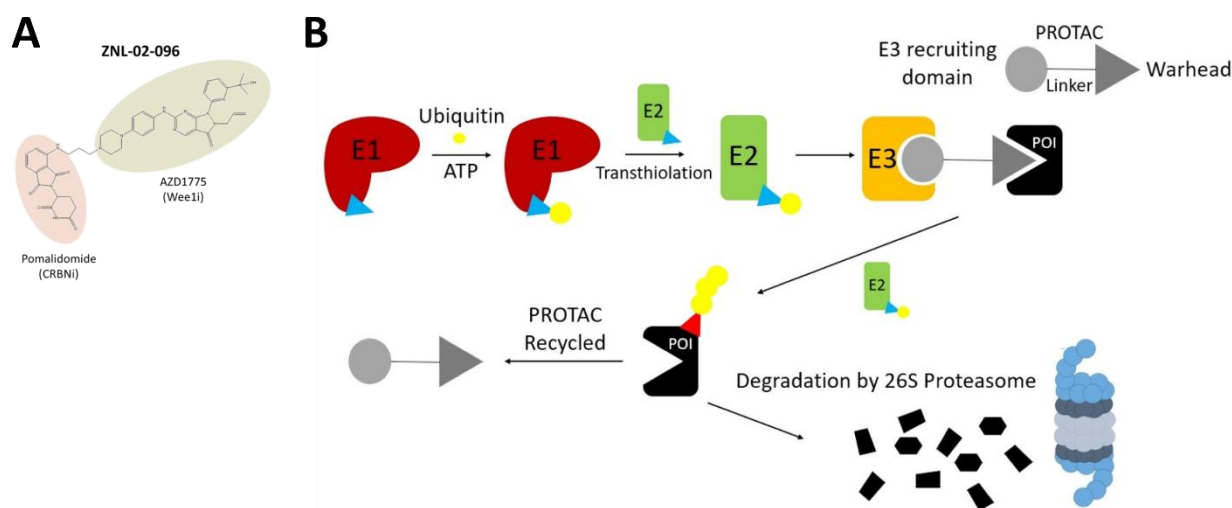 A
ZNL-02-096
AZD1775
(Wee1i)
Pomalidomide
(CRBNi)
B
E3 recruiting
domain
PROTAC
Linker
Warhead
E1
Ubiquitin
ATP
E1
E2
Transthiolation
E2
E3
POI
E2
PROTAC
Recycled
POI
Degradation by 26S Proteasome